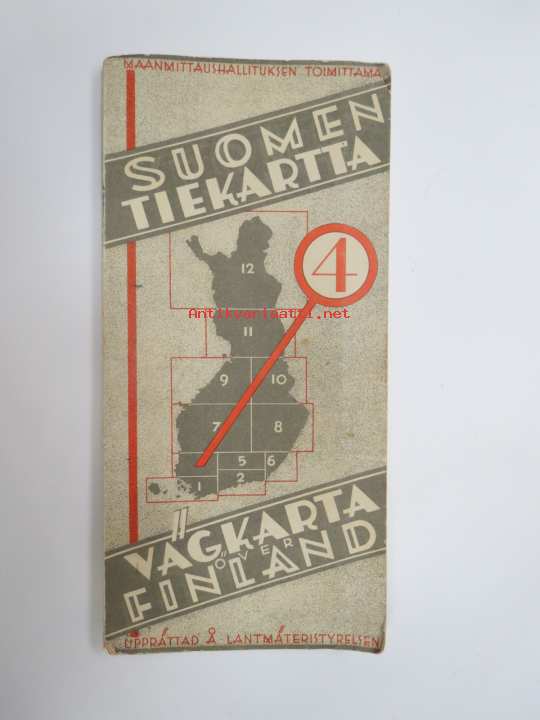 MAANMITTAUSHALLITUKSEN TOIMITTAMA
SUOMEN
TIEKARTTA
4
12
Antikvariaatti.net
11
9 10
7 8
5 6
1 2
VÄGKARTA
ÖVER
FINLAND
UPPRÄTTAD Å LANTMÄTERISTYRELSEN